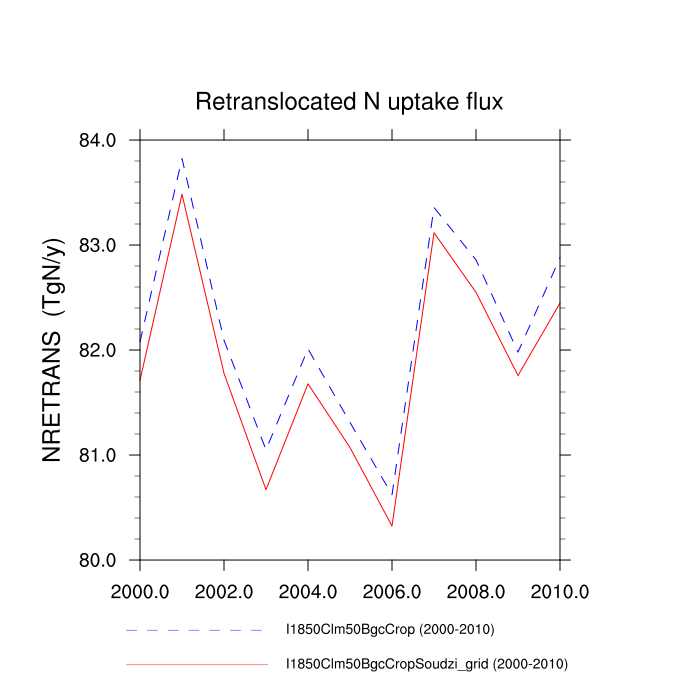 Retranslocated N uptake flux
84.0
83.0
82.0
81.0
80.0
NRETRANS (TgN/y)
2000.0 2002.0 2004.0 2006.0 2008.0 2010.0
I1850Clm50BgcCrop (2000-2010)
I1850Clm50BgcCropSoudzi_grid (2000-2010)